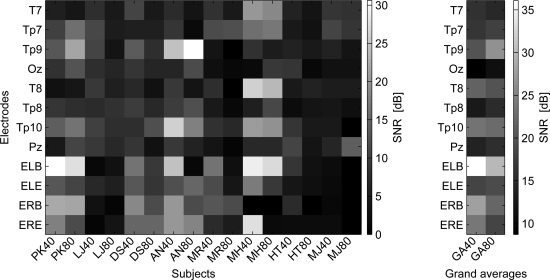 Electrodes
T7
Tp7
Tp9
Oz
T8
Tp8
Tp10
Pz
ELB
ELE
ERB
ERE
PK40
PK80
LJ40
LJ80
DS40
DS80
AN40
AN80
MR40
MR80
MH40
MH80
HT40
HT80
MJ40
MJ80
Subjects
30
25
20
15
10
5
0
SNR [dB]
T7
Tp7
Tp9
Oz
T8
Tp8
Tp10
Pz
ELB
ELE
ERB
ERE
GA40
GA80
Grand averages
35
30
25
20
15
10
SNR [dB]